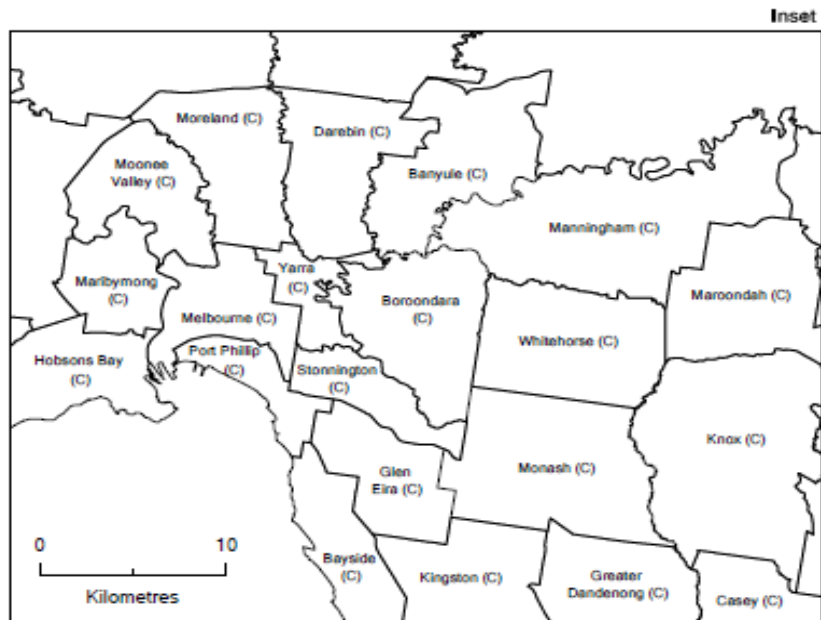 Inset
Moreland (C)
Darebin (C)
Moonee
Valley (C)
Banyule (C)
Manningham (C)
Yarra
(C)
Maribymong
(C)
Boroondara
(C)
Maroondah (C)
Melbourne (C)
Whitehorse (C)
Port Phillip
(C)
Hobsons Bay
(C)
Stonnington
(C)
Knox (C)
Glen
Eira (C)
Monash (C)
0
10
Kilometres
Bayside
(C)
Kingston (C)
Greater
Dandenong (C)
Casey (C)